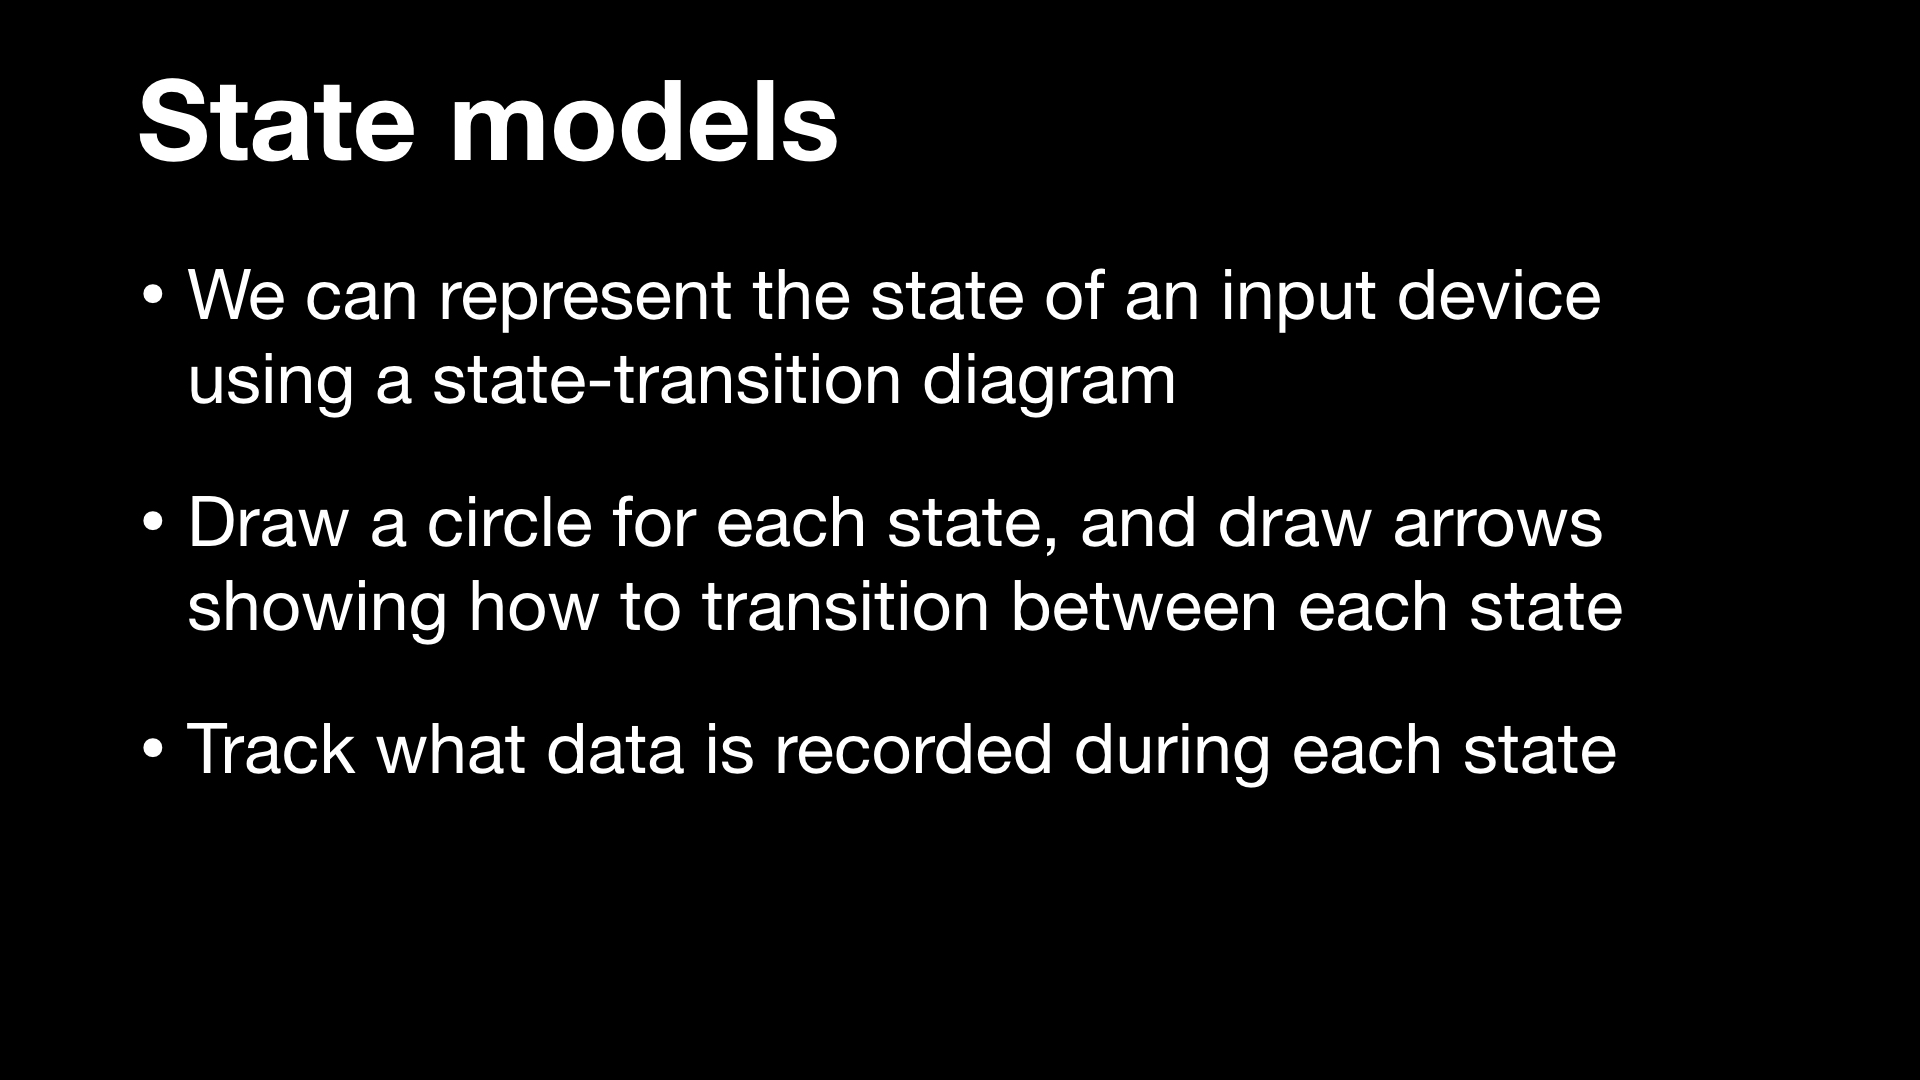 State models
• We can represent the state of an input device
using a state-transition diagram
• Draw a circle for each state, and draw arrows
showing how to transition between each state
• Track what data is recorded during each state